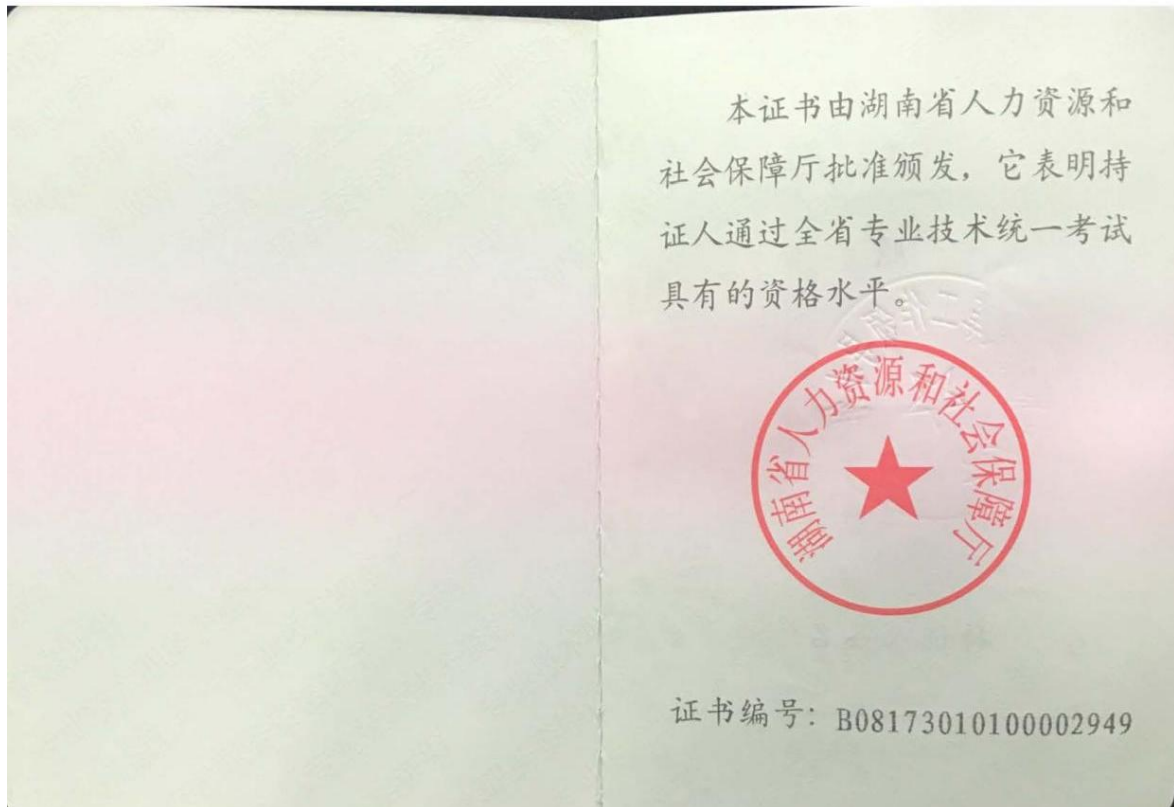 本证书由湖南省人力资源和
社会保障厅批准颁发，它表明持
证人通过全省专业技术统一考试
具有的资格水平。
湖南省人力资源和社会保障厅
证书编号：B08173010100002949